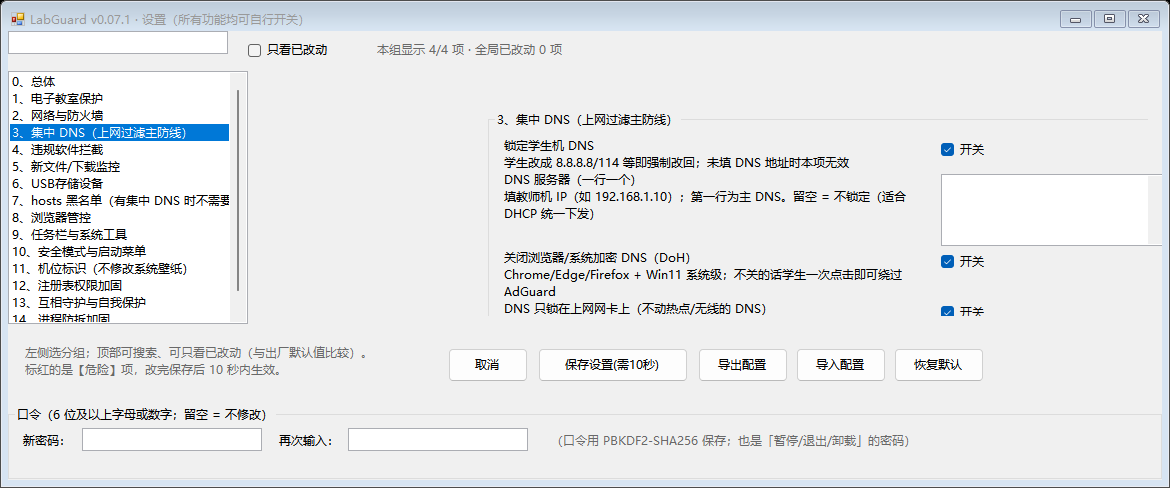 LabGuard v0.07.1 · 设置（所有功能均可自行开关）
只看已改动
本组显示 4/4 项 · 全局已改动 0 项
0、总体
1、电子教室保护
2、网络与防火墙
3、集中 DNS（上网过滤主防线）
4、违规软件拦截
5、新文件/下载监控
6、USB存储设备
7、hosts 黑名单（有集中 DNS 时不需要
8、浏览器管控
9、任务栏与系统工具
10、安全模式与启动菜单
11、机位标识（不修改系统壁纸）
12、注册表权限加固
13、互相守护与自我保护
14、进程防拆加固
3、集中 DNS（上网过滤主防线）
锁定学生机 DNS
开关
学生改成 8.8.8.8/114 等即强制改回；未填 DNS 地址时本项无效
DNS 服务器（一行一个）
填教师机 IP（如 192.168.1.10）；第一行为主 DNS。留空 = 不锁定（适合
DHCP 统一下发）
关闭浏览器/系统加密 DNS（DoH）
开关
Chrome/Edge/Firefox + Win11 系统级；不关的话学生一次点击即可绕过
AdGuard
DNS 只锁在上网网卡上（不动热点/无线的 DNS）
开关
左侧选分组；顶部可搜索、可只看已改动（与出厂默认值比较）。
标红的是【危险】项，改完保存后 10 秒内生效。
取消
保存设置(需10秒)
导出配置
导入配置
恢复默认
口令（6 位及以上字母或数字；留空 = 不修改）
新密码：
再次输入：
（口令用 PBKDF2-SHA256 保存；也是「暂停/退出/卸载」的密码）